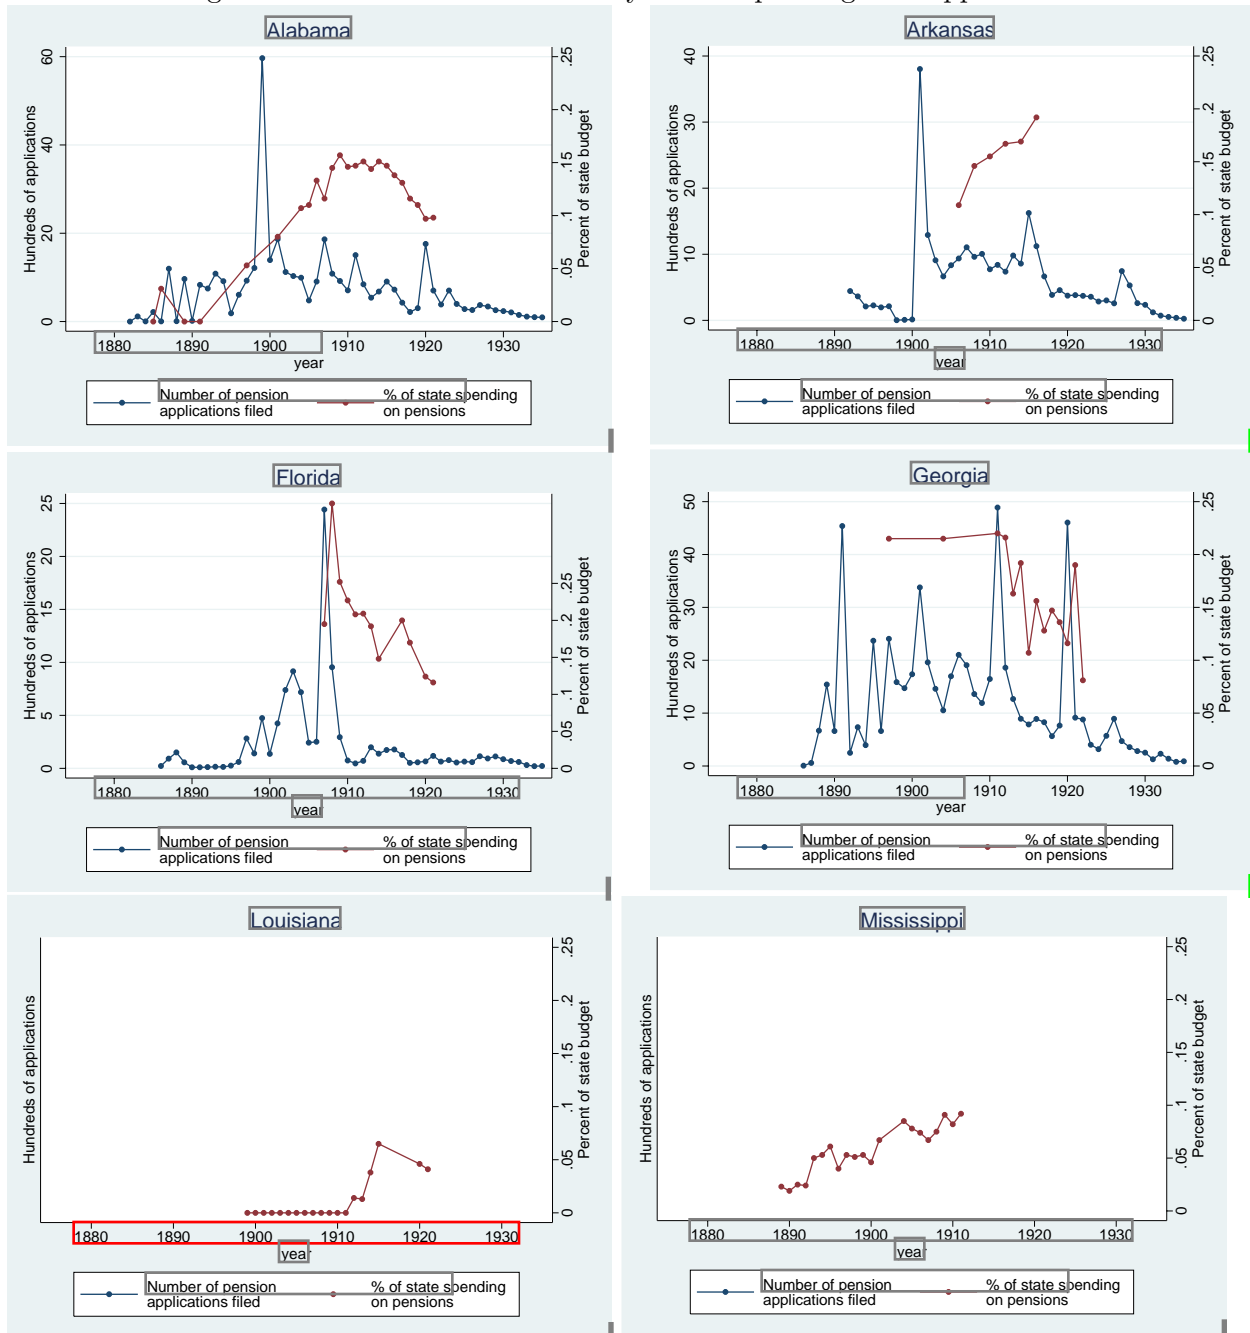 Alabama
60
40
20
0
Hundreds of applications
.25
.2
.15
.1
.05
0
Percent of state budget
1880 1890 1900 1910 1920 1930
year
Number of pension applications filed
% of state spending on pensions
Arkansas
40
30
20
10
0
Hundreds of applications
.25
.2
.15
.1
.05
0
Percent of state budget
1880 1890 1900 1910 1920 1930
year
Number of pension applications filed
% of state spending on pensions
Florida
25
20
15
10
5
0
Hundreds of applications
.25
.2
.15
.1
.05
0
Percent of state budget
1880 1890 1900 1910 1920 1930
year
Number of pension applications filed
% of state spending on pensions
Georgia
50
40
30
20
10
0
Hundreds of applications
.25
.2
.15
.1
.05
0
Percent of state budget
1880 1890 1900 1910 1920 1930
year
Number of pension applications filed
% of state spending on pensions
Louisiana
Hundreds of applications
.25
.2
.15
.1
.05
0
Percent of state budget
1880 1890 1900 1910 1920 1930
year
Number of pension applications filed
% of state spending on pensions
Mississippi
Hundreds of applications
.25
.2
.15
.1
.05
0
Percent of state budget
1880 1890 1900 1910 1920 1930
year
Number of pension applications filed
% of state spending on pensions